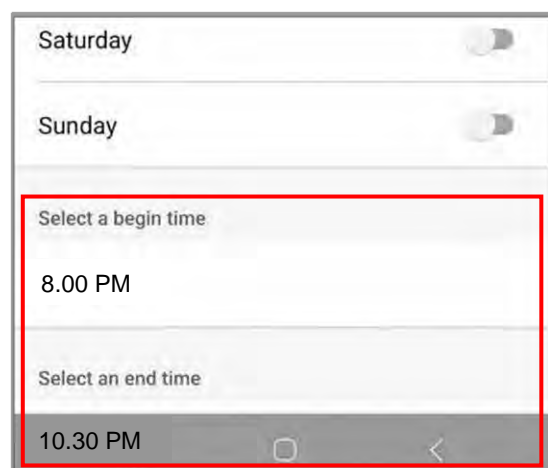 Saturday
Sunday
Select a begin time
8.00 PM
Select an end time
10.30 PM